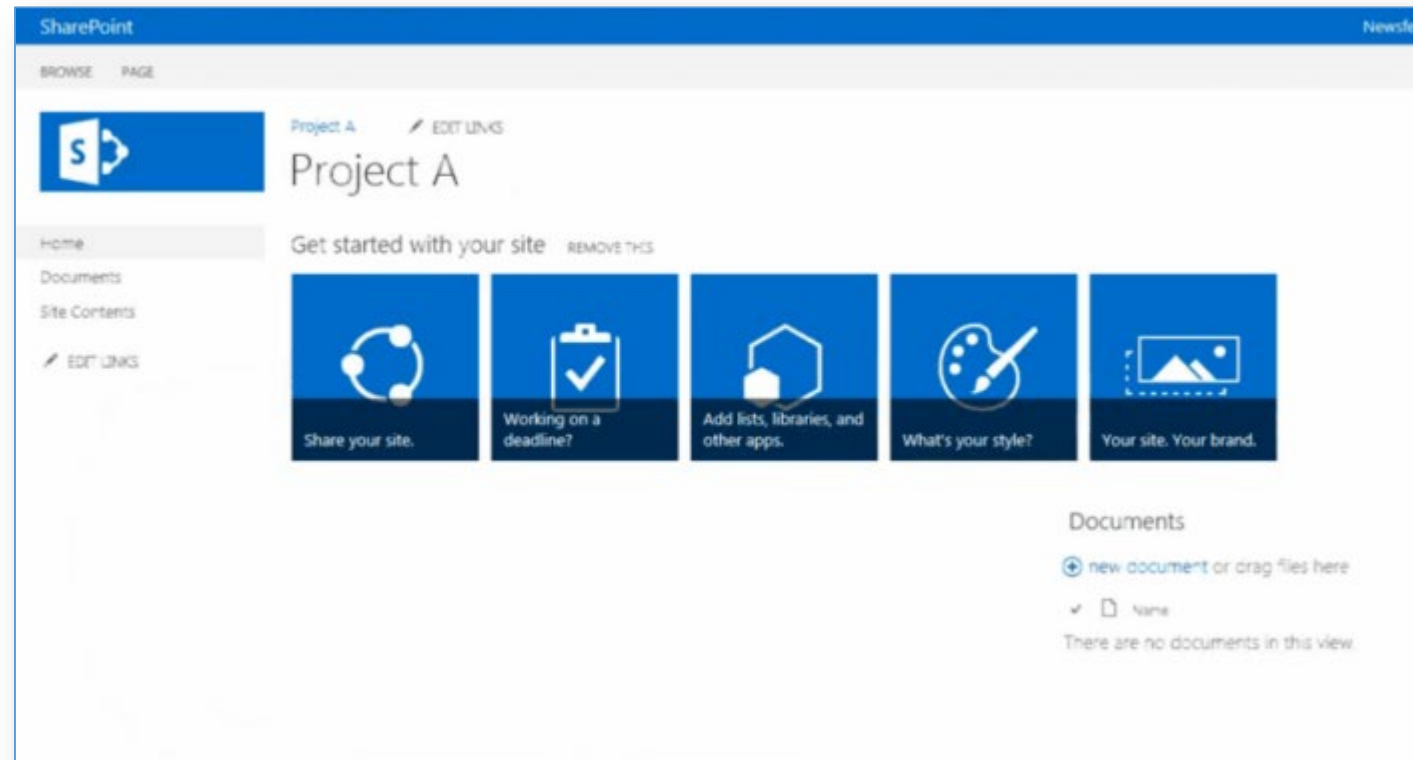 SharePoint
Newsfe
BROWSE PAGE
S
Project A EDIT LINKS
Project A
Home
Documents
Site Contents
EDIT LINKS
Get started with your site REMOVE THIS
Share your site.
Working on a
deadline?
Add lists, libraries, and
other apps.
What's your style?
Your site. Your brand.
Documents
new document or drag files here
Name
There are no documents in this view.